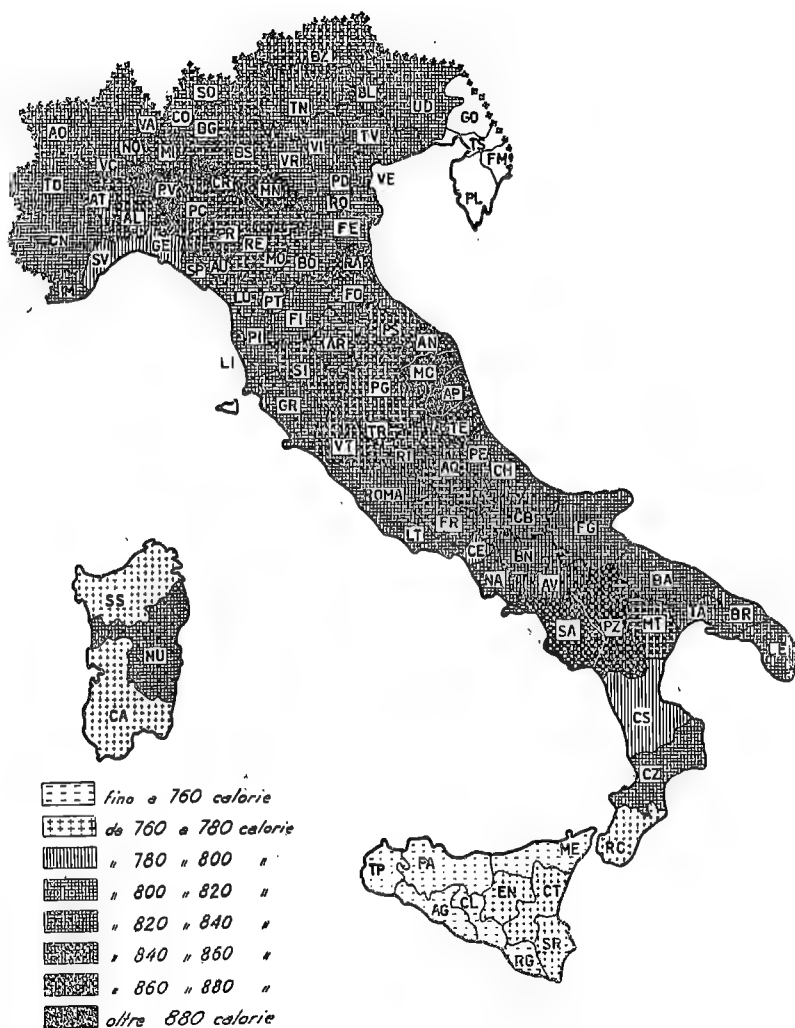 BZ
SO
BL
TN
UD
AO
VA
CO
BG
GO
TS
FM
PL
NO
MI
BS
VI
TV
VR
VC
TO
AT
PV
CR
MN
PD
VE
RO
AL
PC
FE
CN
SV
GE
PR
RE
MO
BO
RA
SP
LU
PT
FO
FI
PS
PI
AR
AN
LI
SI
MC
PG
AP
GR
TR
TE
VT
RI
PE
AQ
CH
ROMA
FR
CB
FG
LT
CE
BN
NA
AV
BA
SA
PZ
MT
TA
BR
LE
SS
NU
CA
CS
CZ
RC
ME
TP
PA
EN
CT
AG
CL
SR
RG
fino a 760 calorie
da 760 a 780 calorie
" 780 " 800 "
" 800 " 820 "
" 820 " 840 "
" 840 " 860 "
" 860 " 880 "
oltre 880 calorie